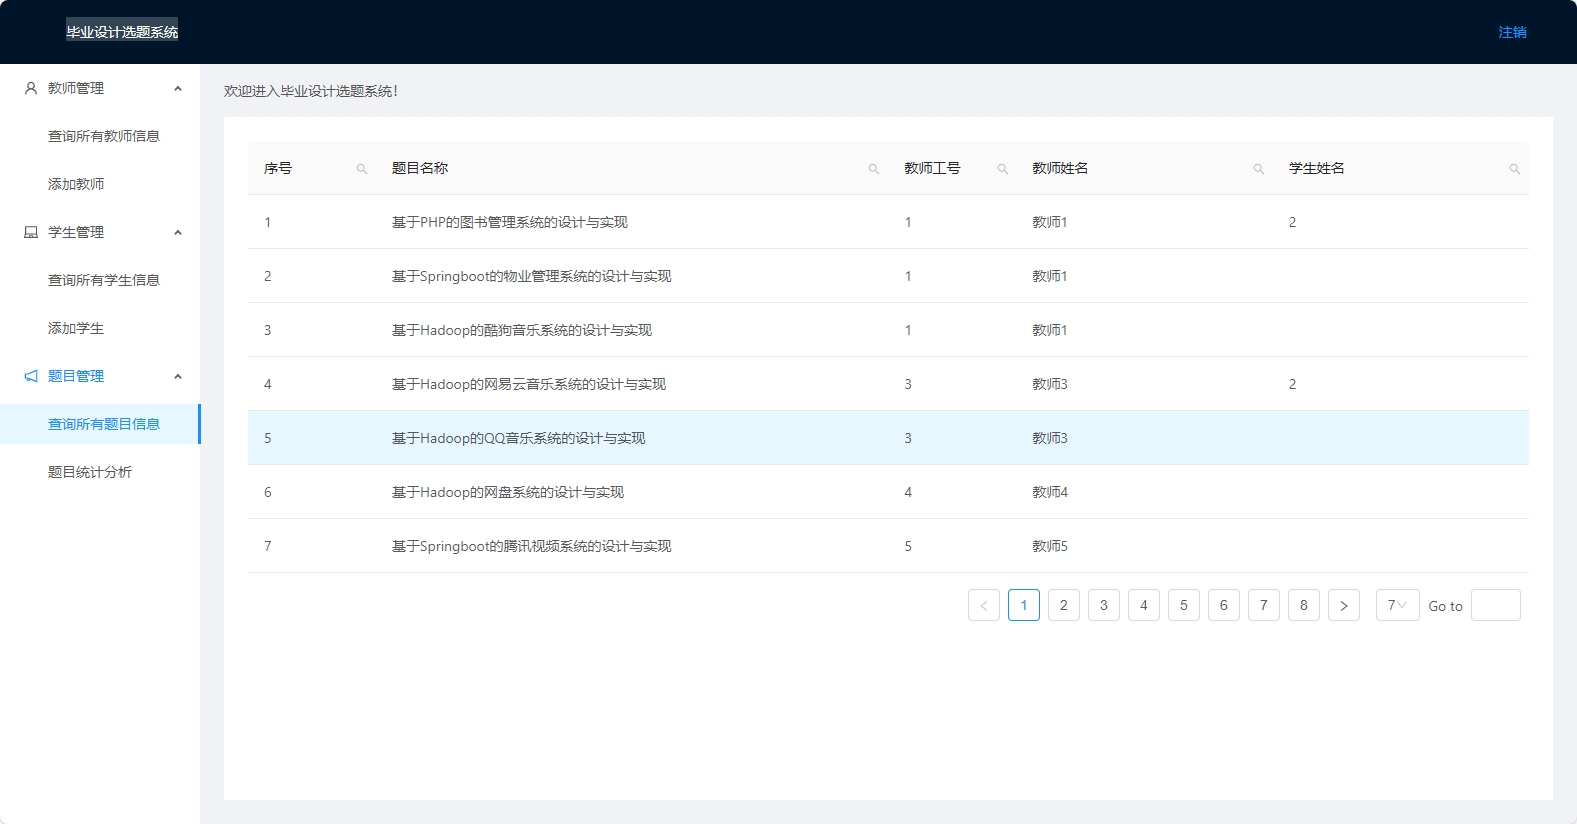 毕业设计选题系统 注销
教师管理
欢迎进入毕业设计选题系统!
查询所有教师信息
添加教师
学生管理
查询所有学生信息
添加学生
题目管理
查询所有题目信息
题目统计分析
序号 题目名称 教师工号 教师姓名 学生姓名
1 基于PHP的图书管理系统的设计与实现 1 教师1 2
2 基于Springboot的物业管理系统的设计与实现 1 教师1
3 基于Hadoop的酷狗音乐系统的设计与实现 1 教师1
4 基于Hadoop的网易云音乐系统的设计与实现 3 教师3 2
5 基于Hadoop的QQ音乐系统的设计与实现 3 教师3
6 基于Hadoop的网盘系统的设计与实现 4 教师4
7 基于Springboot的腾讯视频系统的设计与实现 5 教师5
< 1 2 3 4 5 6 7 8 > 7 Go to